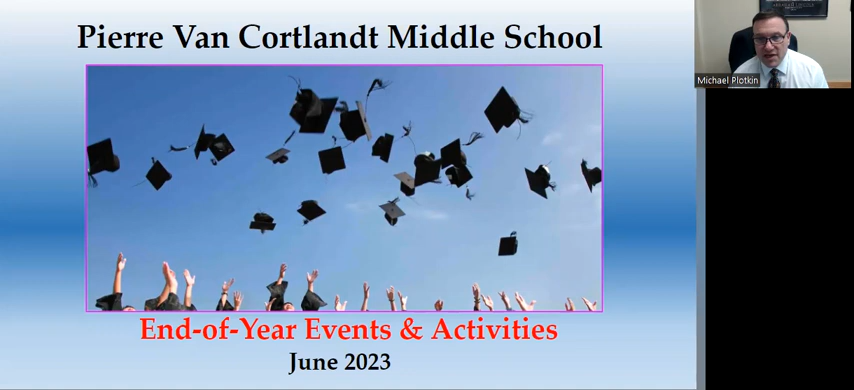 Pierre Van Cortlandt Middle School
Michael Plotkin
End-of-Year Events & Activities
June 2023